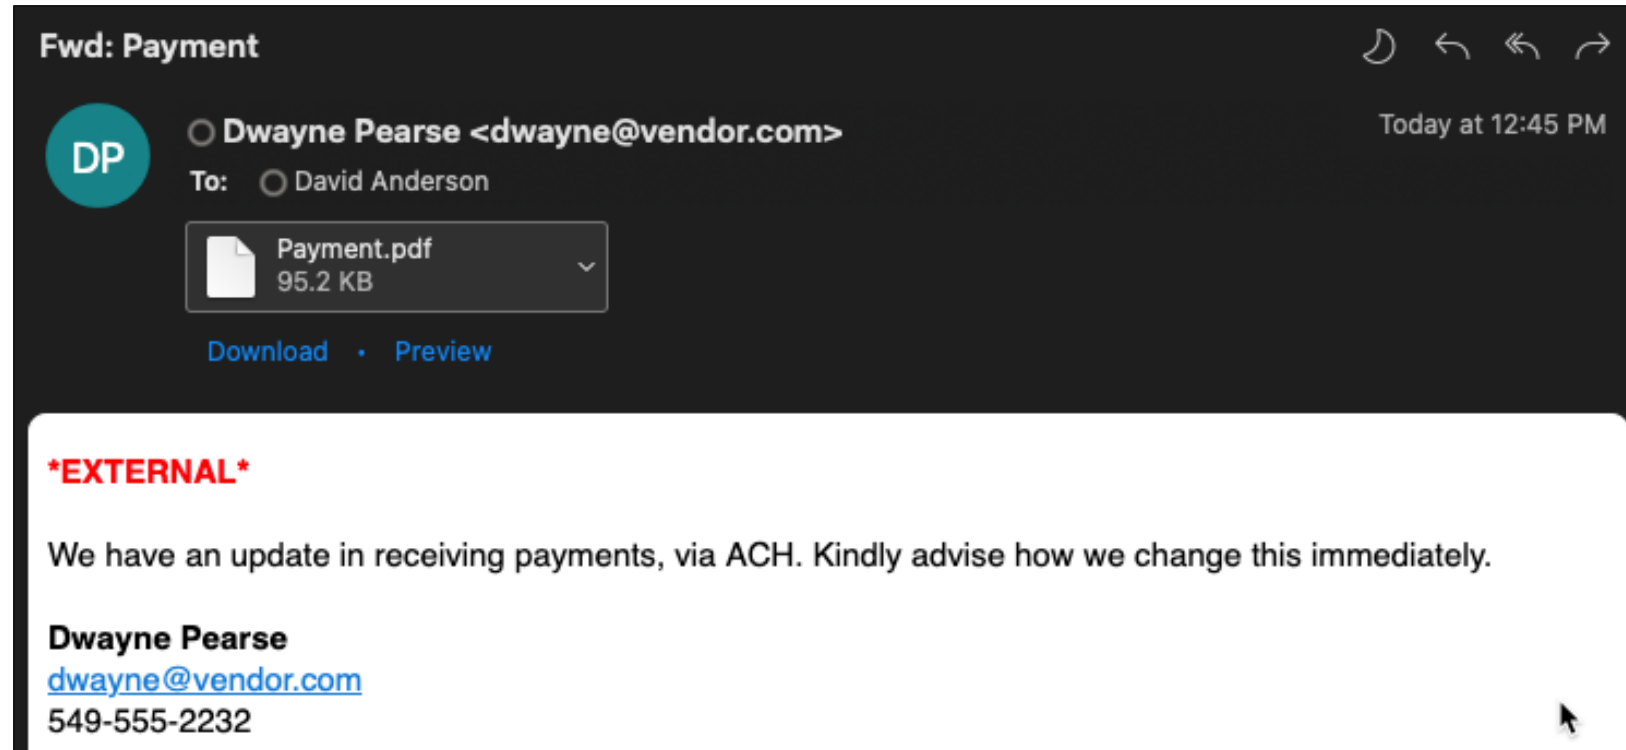 Fwd: Payment
DP
Dwayne Pearse <dwayne@vendor.com>
Today at 12:45 PM
To: David Anderson
Payment.pdf
95.2 KB
Download • Preview
*EXTERNAL*
We have an update in receiving payments, via ACH. Kindly advise how we change this immediately.
Dwayne Pearse
dwayne@vendor.com
549-555-2232